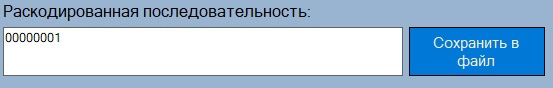 Раскодированная последовательность:
00000001
Сохранить в
файл